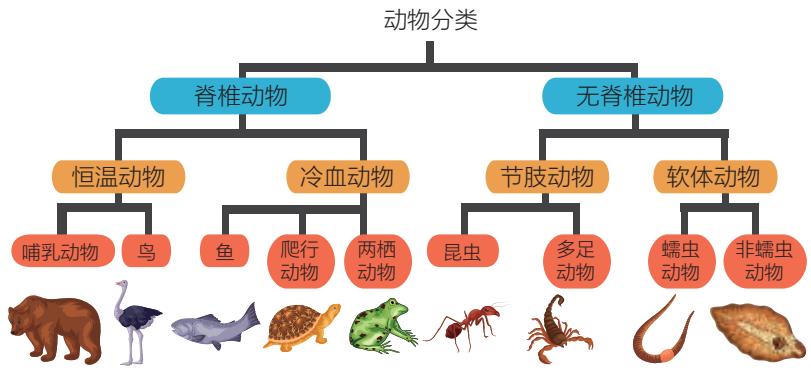 动物分类
脊椎动物
无脊椎动物
恒温动物
冷血动物
节肢动物
软体动物
哺乳动物
鸟
鱼
爬行
动物
两栖
动物
昆虫
多足
动物
蠕虫
动物
非蠕虫
动物